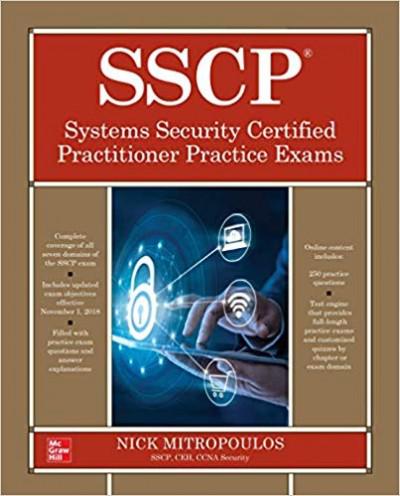 SSCP®
Systems Security Certified
Practitioner Practice Exams
Complete
coverage of all
seven domains of
the SSCP exam
Includes updated
exam objectives
effective
November 1, 2018
Filled with
practice exam
questions and
answer
explanations
Online content
includes:
250 practice
questions
Test engine
that provides
full-length
practice exams
and customized
quizzes by
chapter or
exam domain
Mc
Graw
Hill
NICK MITROPOULOS
SSCP, CEH, CCNA Security